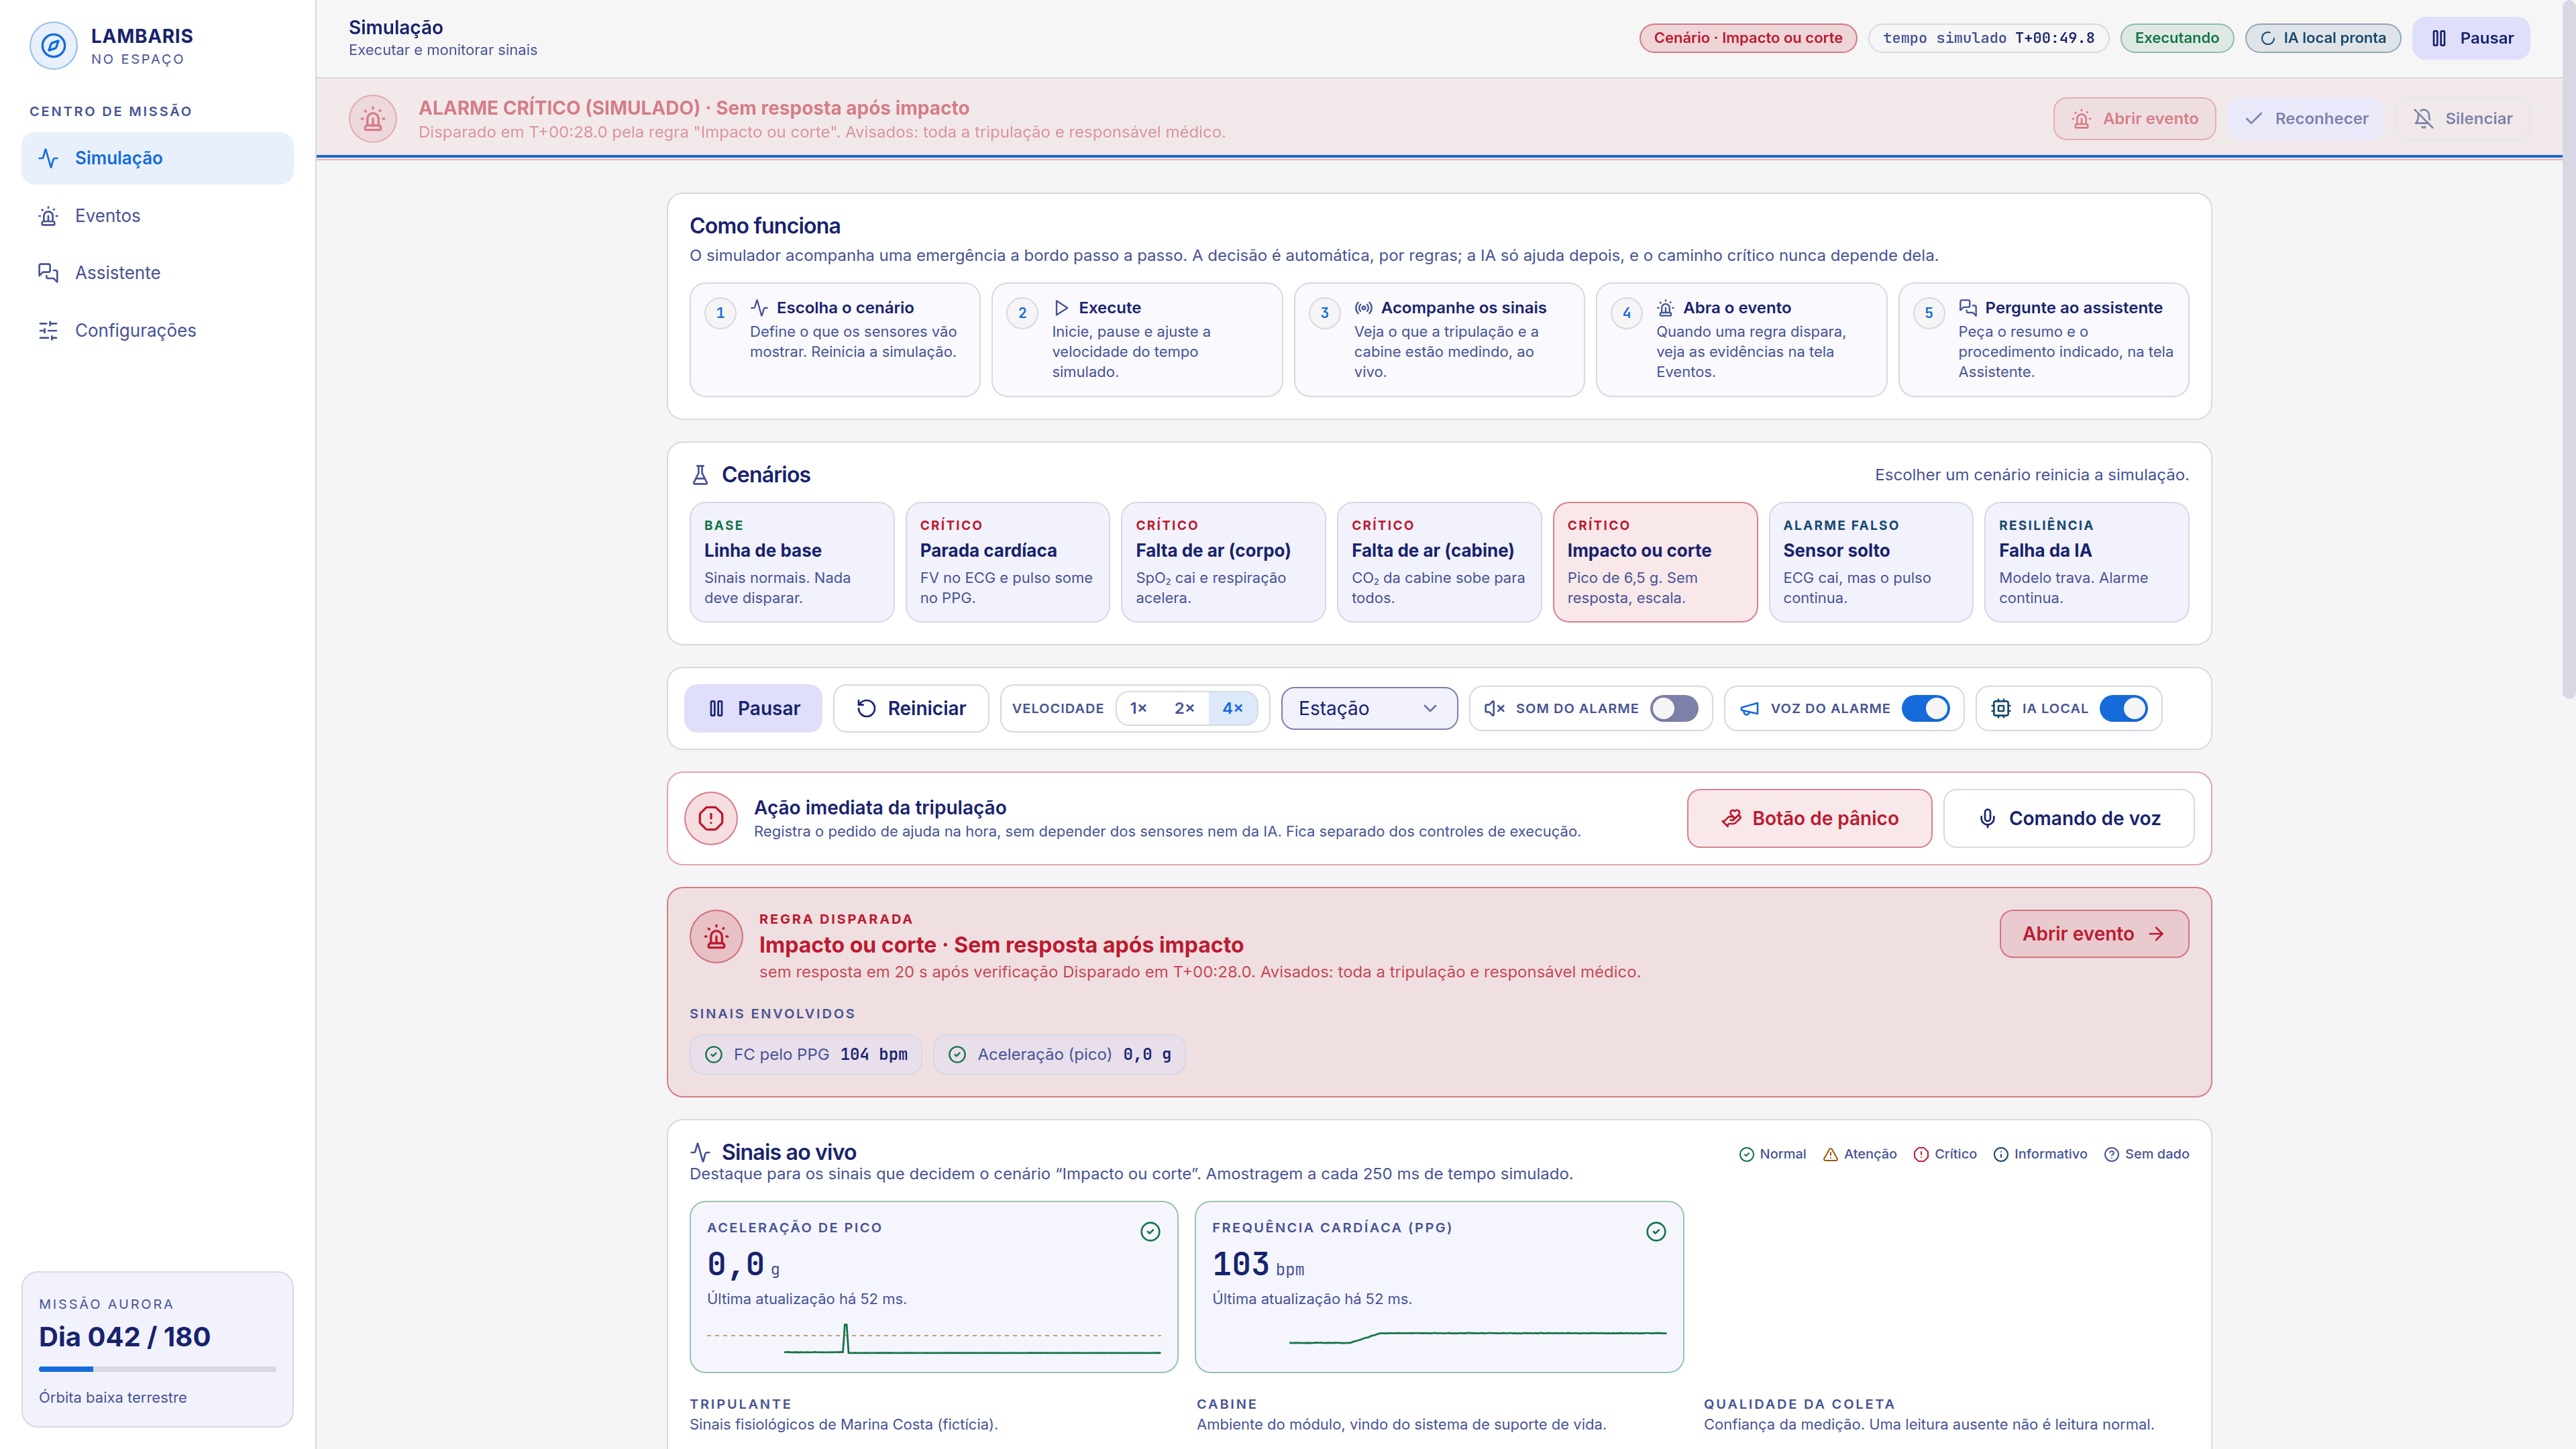 LAMBARIS
NO ESPAÇO
CENTRO DE MISSÃO
Simulação
Eventos
Assistente
Configurações
MISSÃO AURORA
Dia 042 / 180
Órbita baixa terrestre
Simulação
Executar e monitorar sinais
Cenário · Impacto ou corte
tempo simulado T+00:49.8
Executando
IA local pronta
Pausar
ALARME CRÍTICO (SIMULADO) · Sem resposta após impacto
Disparado em T+00:28.0 pela regra "Impacto ou corte". Avisados: toda a tripulação e responsável médico.
Abrir evento
Reconhecer
Silenciar
Como funciona
O simulador acompanha uma emergência a bordo passo a passo. A decisão é automática, por regras; a IA só ajuda depois, e o caminho crítico nunca depende dela.
1
Escolha o cenário
Define o que os sensores vão
mostrar. Reinicia a simulação.
2
Execute
Inicie, pause e ajuste a
velocidade do tempo
simulado.
3
Acompanhe os sinais
Veja o que a tripulação e a
cabine estão medindo, ao
vivo.
4
Abra o evento
Quando uma regra dispara,
veja as evidências na tela
Eventos.
5
Pergunte ao assistente
Peça o resumo e o
procedimento indicado, na tela
Assistente.
Cenários
Escolher um cenário reinicia a simulação.
BASE
Linha de base
Sinais normais. Nada
deve disparar.
CRÍTICO
Parada cardíaca
FV no ECG e pulso some
no PPG.
CRÍTICO
Falta de ar (corpo)
SpO₂ cai e respiração
acelera.
CRÍTICO
Falta de ar (cabine)
CO₂ da cabine sobe para
todos.
CRÍTICO
Impacto ou corte
Pico de 6,5 g. Sem
resposta, escala.
ALARME FALSO
Sensor solto
ECG cai, mas o pulso
continua.
RESILIÊNCIA
Falha da IA
Modelo trava. Alarme
continua.
Pausar
Reiniciar
VELOCIDADE
1×
2×
4×
Estação
SOM DO ALARME
VOZ DO ALARME
IA LOCAL
Ação imediata da tripulação
Registra o pedido de ajuda na hora, sem depender dos sensores nem da IA. Fica separado dos controles de execução.
Botão de pânico
Comando de voz
REGRA DISPARADA
Impacto ou corte · Sem resposta após impacto
sem resposta em 20 s após verificação Disparado em T+00:28.0. Avisados: toda a tripulação e responsável médico.
Abrir evento
SINAIS ENVOLVIDOS
FC pelo PPG 104 bpm
Aceleração (pico) 0,0 g
Sinais ao vivo
Destaque para os sinais que decidem o cenário “Impacto ou corte”. Amostragem a cada 250 ms de tempo simulado.
Normal
Atenção
Crítico
Informativo
Sem dado
ACELERAÇÃO DE PICO
0,0 g
Última atualização há 52 ms.
FREQUÊNCIA CARDÍACA (PPG)
103 bpm
Última atualização há 52 ms.
TRIPULANTE
Sinais fisiológicos de Marina Costa (fictícia).
CABINE
Ambiente do módulo, vindo do sistema de suporte de vida.
QUALIDADE DA COLETA
Confiança da medição. Uma leitura ausente não é leitura normal.